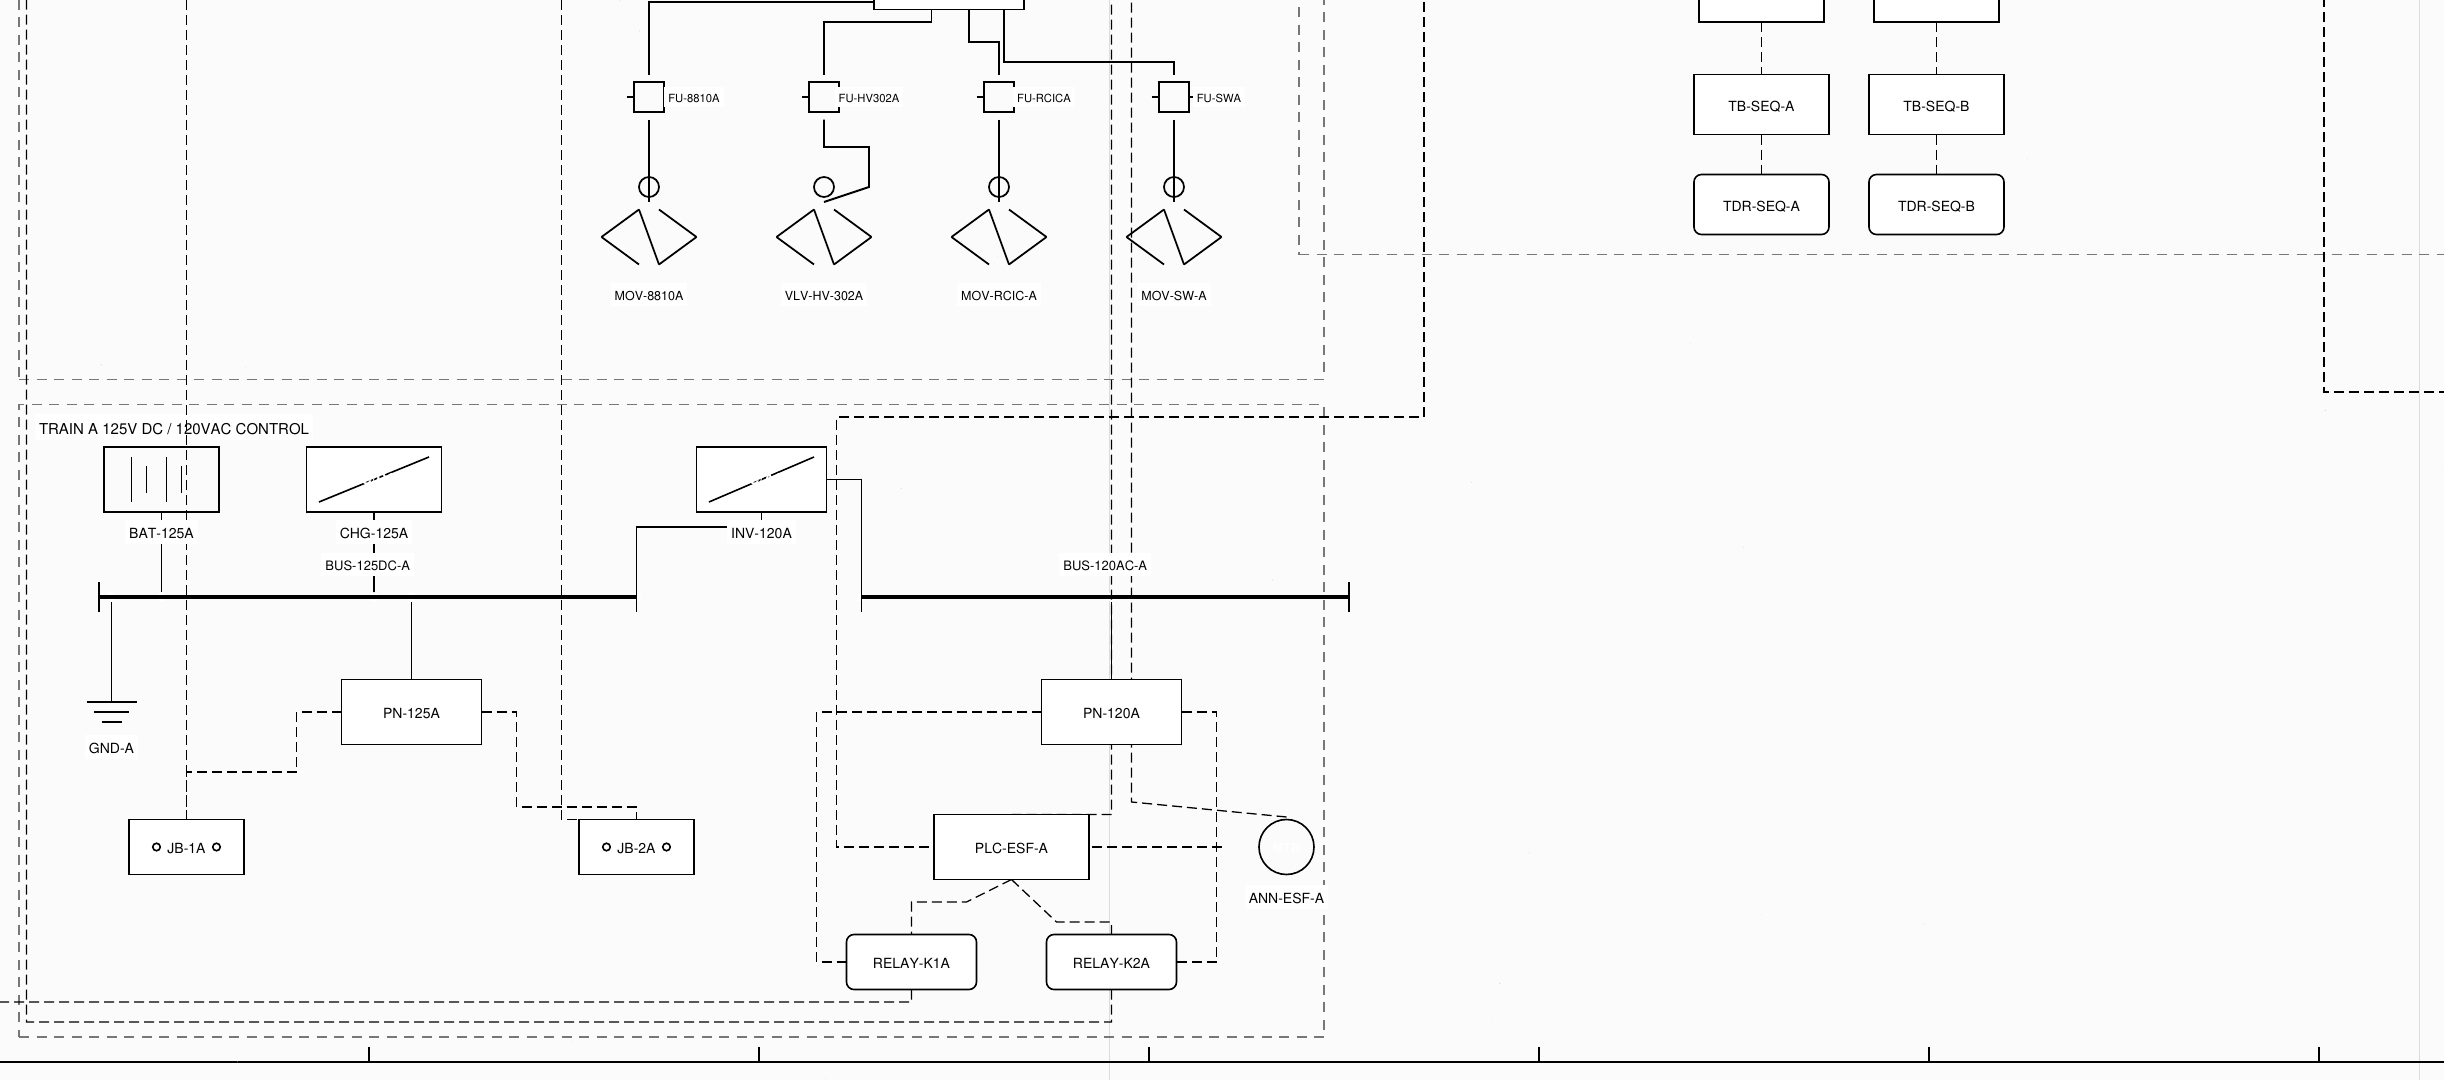 FU-8810A
FU-HV302A
FU-RCICA
FU-SWA
TB-SEQ-A
TB-SEQ-B
TDR-SEQ-A
TDR-SEQ-B
MOV-8810A
VLV-HV-302A
MOV-RCIC-A
MOV-SW-A
TRAIN A 125V DC / 120VAC CONTROL
BAT-125A
CHG-125A
INV-120A
BUS-125DC-A
BUS-120AC-A
PN-125A
PN-120A
GND-A
JB-1A
JB-2A
PLC-ESF-A
ANN-ESF-A
RELAY-K1A
RELAY-K2A